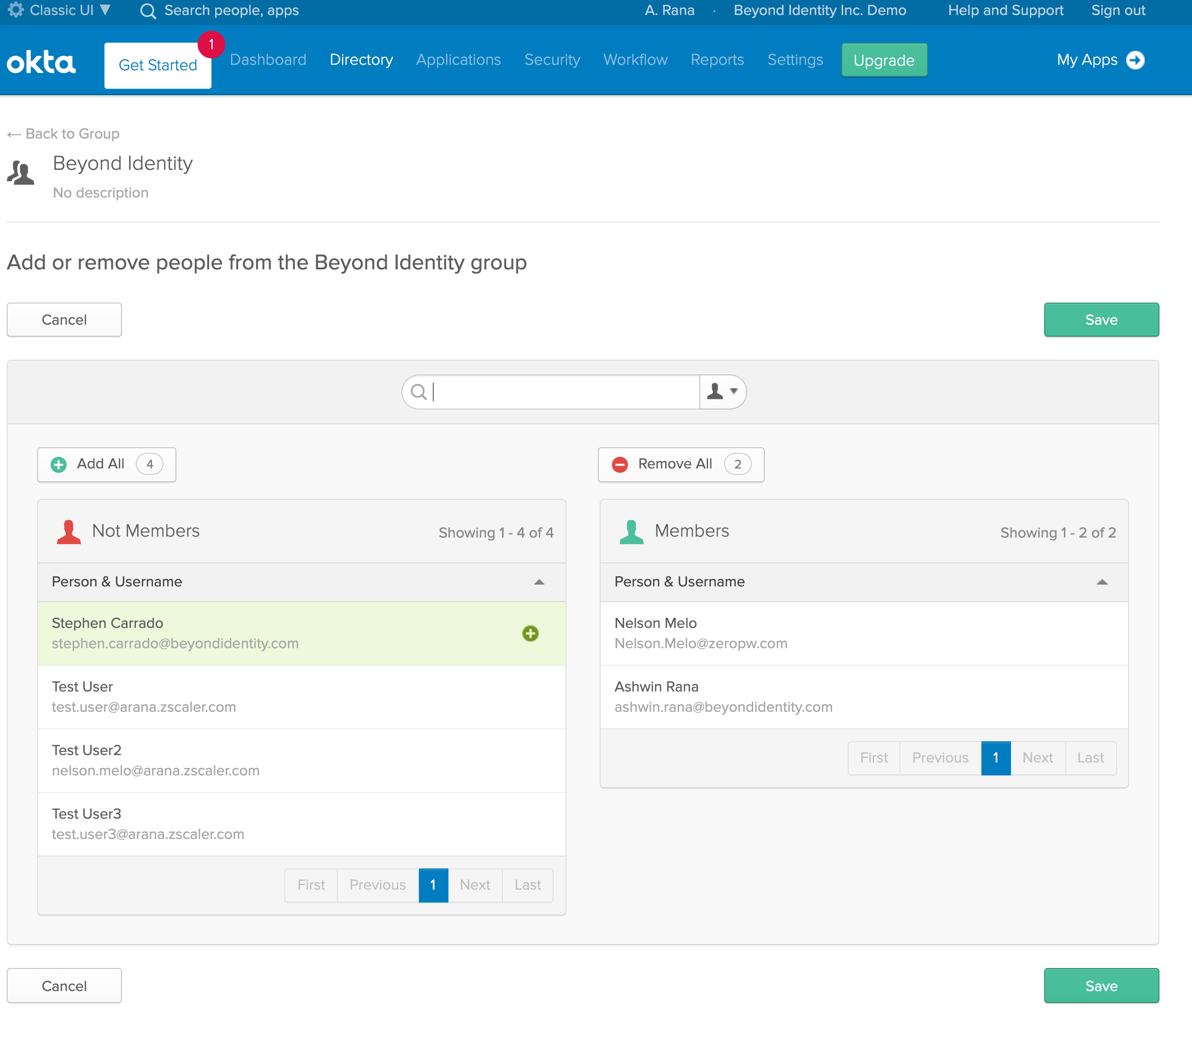 Classic UI ▼ Search people, apps A. Rana · Beyond Identity Inc. Demo Help and Support Sign out
okta Get Started 1 Dashboard Directory Applications Security Workflow Reports Settings Upgrade My Apps
← Back to Group
Beyond Identity
No description
Add or remove people from the Beyond Identity group
Cancel Save
Add All 4 Remove All 2
Not Members Showing 1 - 4 of 4
Person & Username
Stephen Carrado
stephen.carrado@beyondidentity.com
Test User
test.user@arana.zscaler.com
Test User2
nelson.melo@arana.zscaler.com
Test User3
test.user3@arana.zscaler.com
First Previous 1 Next Last
Members Showing 1 - 2 of 2
Person & Username
Nelson Melo
Nelson.Melo@zeropw.com
Ashwin Rana
ashwin.rana@beyondidentity.com
First Previous 1 Next Last
Cancel Save